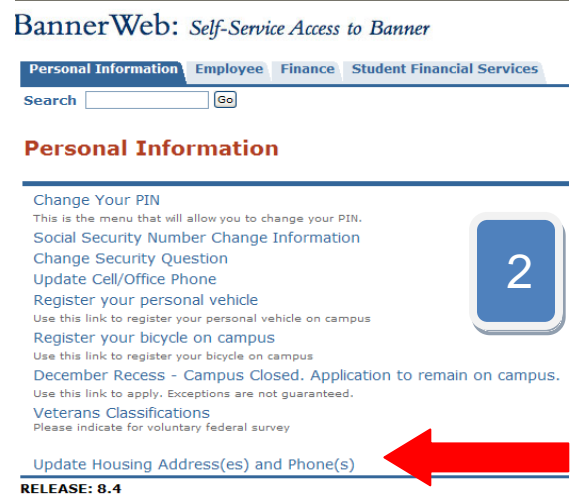 BannerWeb: Self-Service Access to Banner
Personal Information Employee Finance Student Financial Services
Search Go
Personal Information
Change Your PIN
This is the menu that will allow you to change your PIN.
Social Security Number Change Information
Change Security Question
Update Cell/Office Phone
Register your personal vehicle
Use this link to register your personal vehicle on campus
Register your bicycle on campus
Use this link to register your bicycle on campus
December Recess - Campus Closed. Application to remain on campus.
Use this link to apply. Exceptions are not guaranteed.
Veterans Classifications
Please indicate for voluntary federal survey
Update Housing Address(es) and Phone(s)
RELEASE: 8.4
2